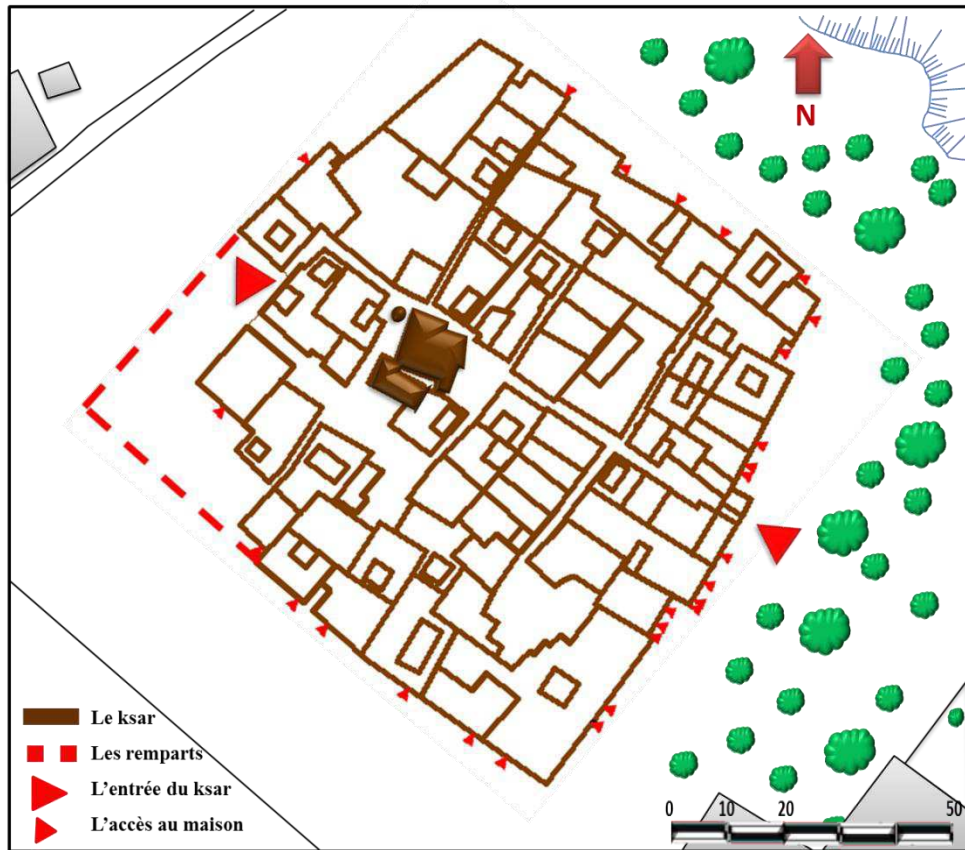 N
Le ksar
Les remparts
L'entrée du ksar
L'accès au maison
0 10 20 50